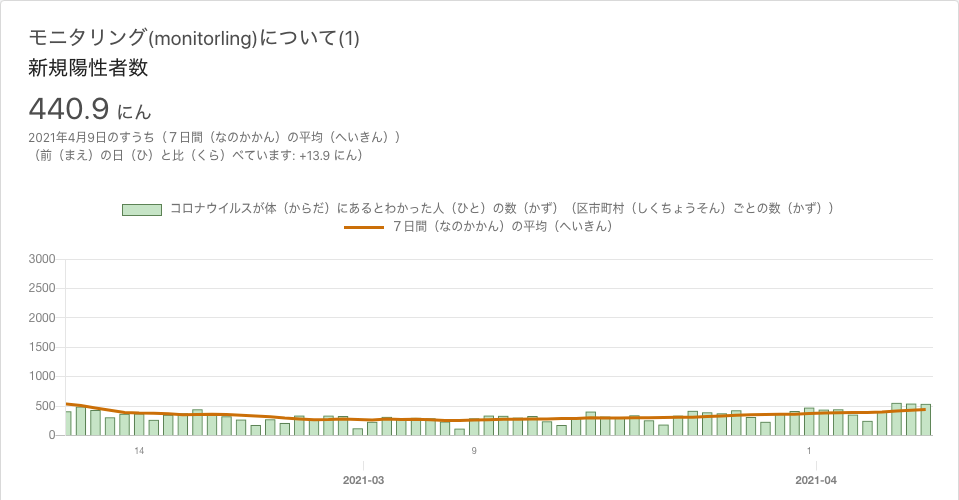 モニタリング(monitorling)について(1)
新規陽性者数
440.9 にん
2021年4月9日のすうち（７日間（なのかかん）の平均（へいきん））
（前（まえ）の日（ひ）と比（くら）べています: +13.9 にん）
コロナウイルスが体（からだ）にあるとわかった人（ひと）の数（かず）（区市町村（しくちょうそん）ごとの数（かず））
７日間（なのかかん）の平均（へいきん）
3000
2500
2000
1500
1000
500
0
14 9 1
2021-03 2021-04